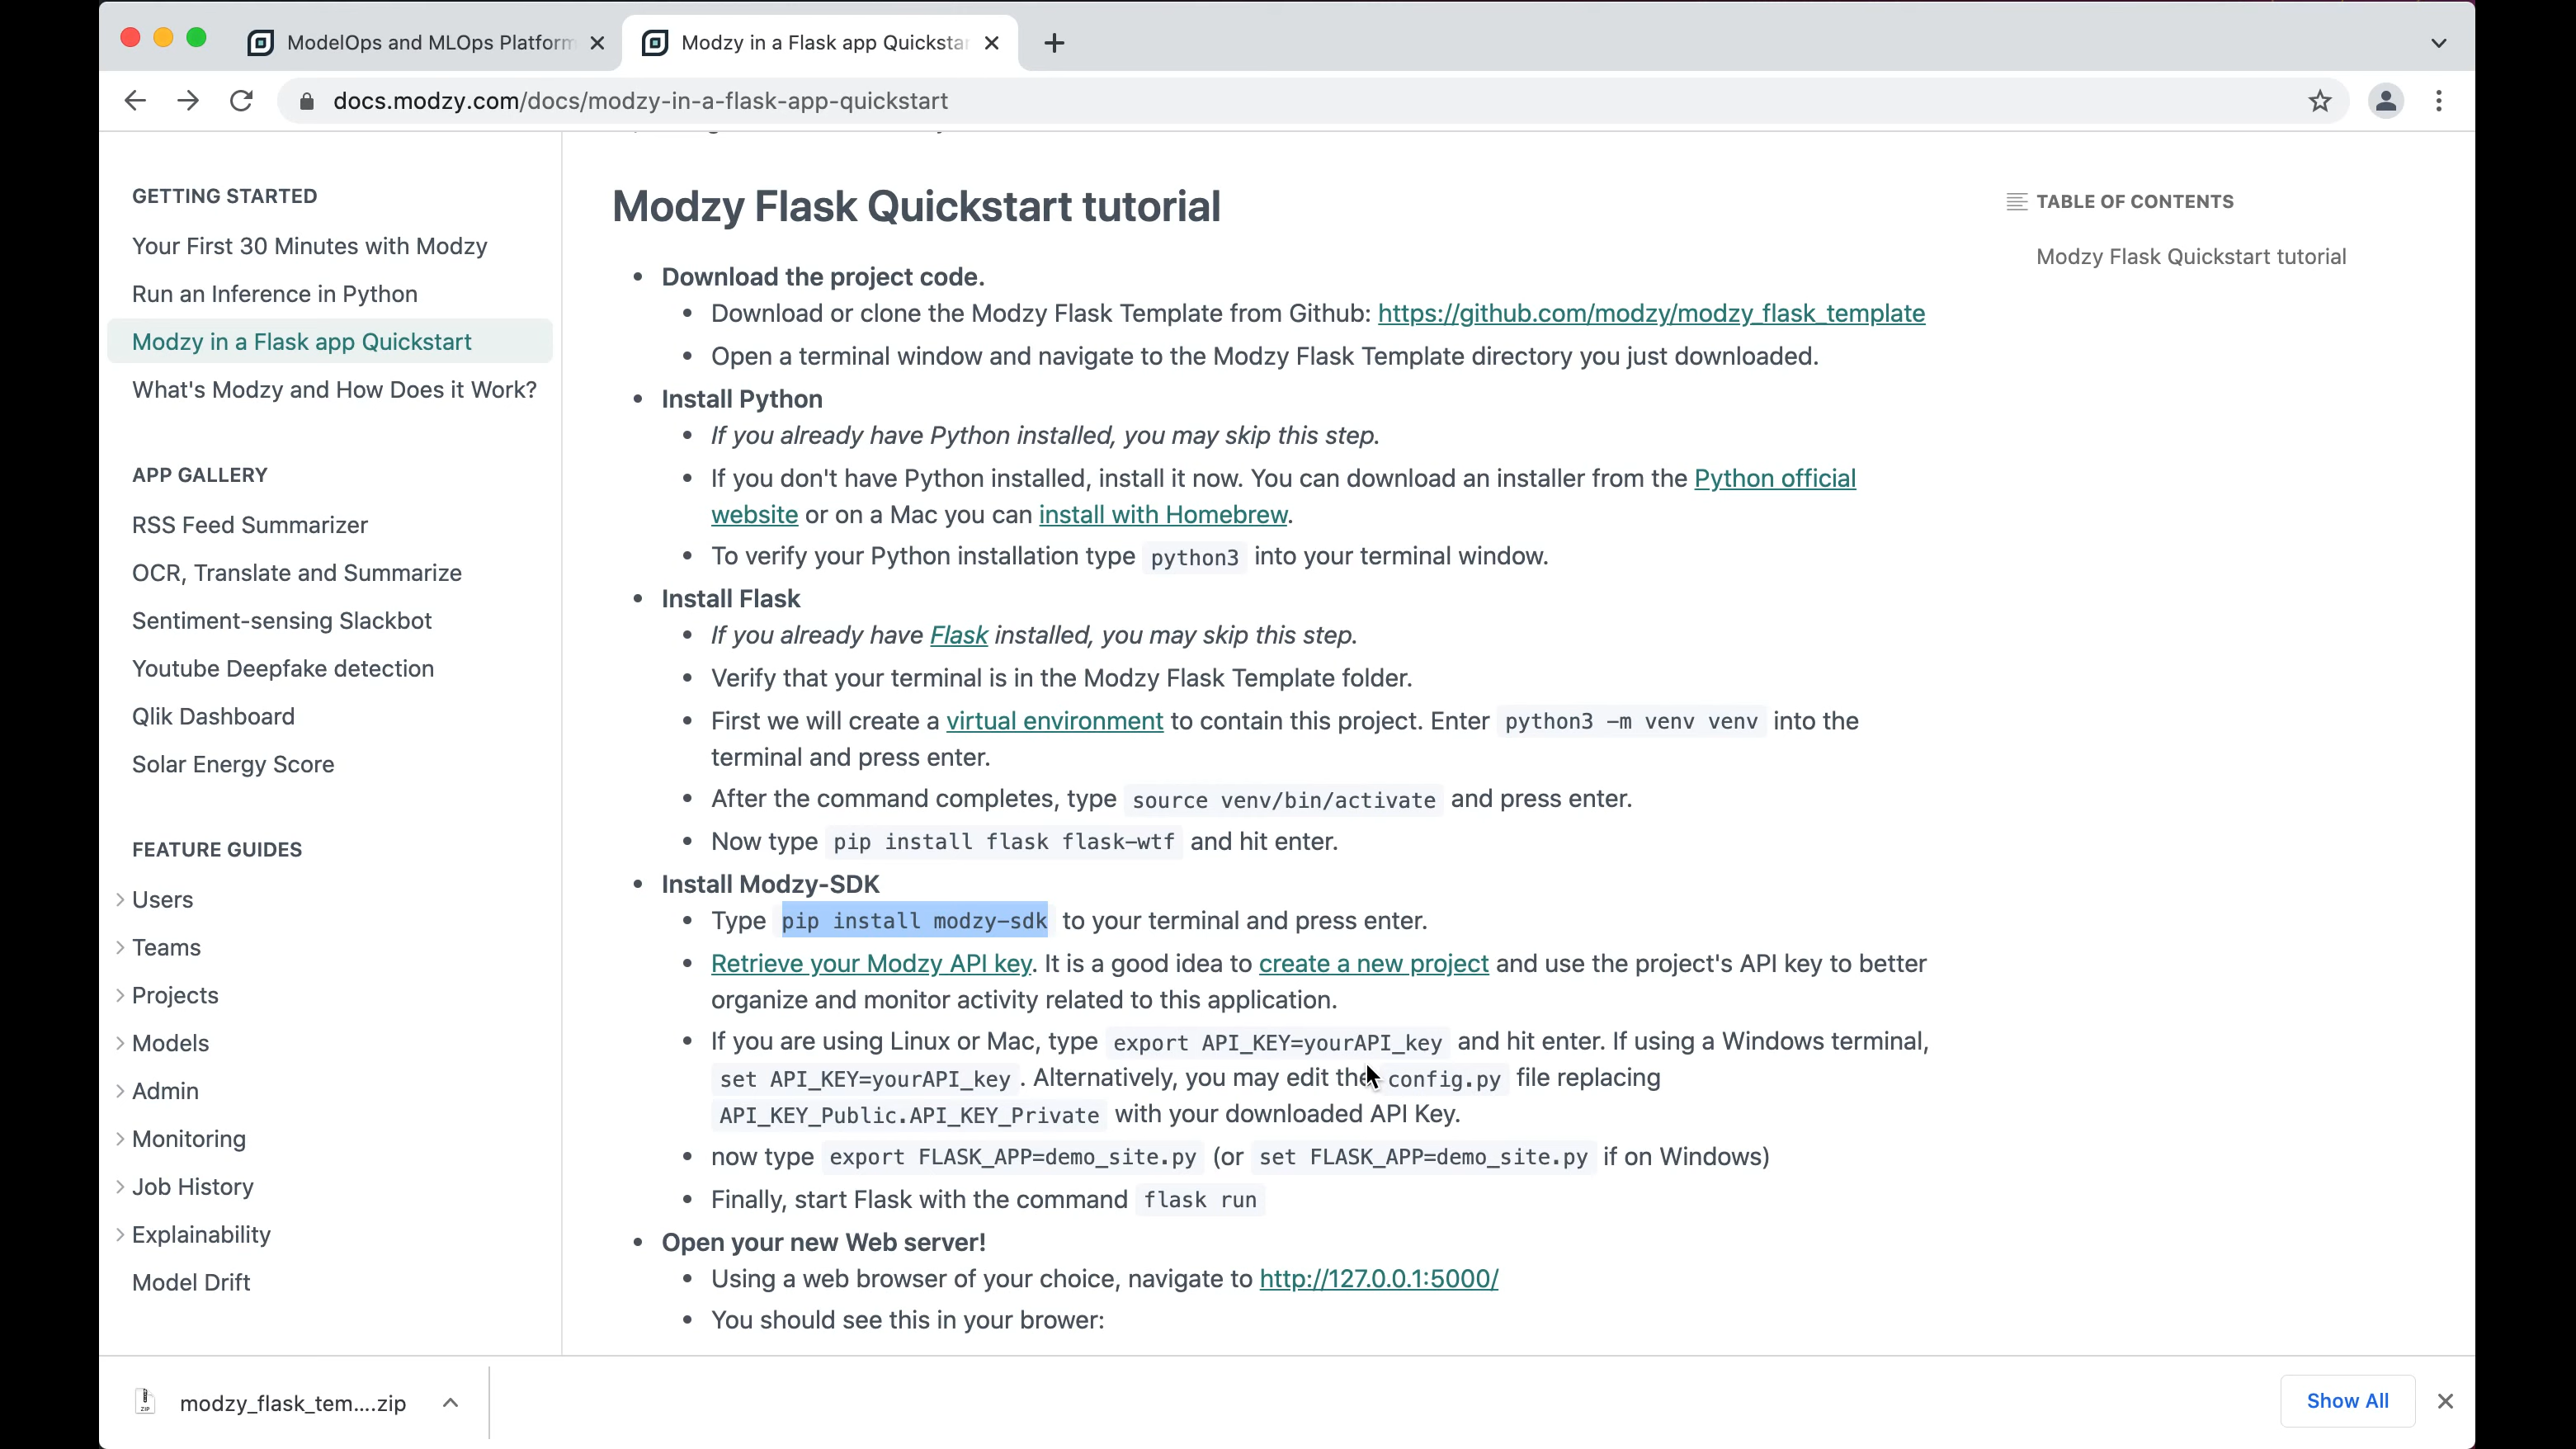 ModelOps and MLOps Platform
Modzy in a Flask app Quickstar
docs.modzy.com/docs/modzy-in-a-flask-app-quickstart
GETTING STARTED
Your First 30 Minutes with Modzy
Run an Inference in Python
Modzy in a Flask app Quickstart
What's Modzy and How Does it Work?
APP GALLERY
RSS Feed Summarizer
OCR, Translate and Summarize
Sentiment-sensing Slackbot
Youtube Deepfake detection
Qlik Dashboard
Solar Energy Score
FEATURE GUIDES
Users
Teams
Projects
Models
Admin
Monitoring
Job History
Explainability
Model Drift
Modzy Flask Quickstart tutorial
Download the project code.
Download or clone the Modzy Flask Template from Github: https://github.com/modzy/modzy_flask_template
Open a terminal window and navigate to the Modzy Flask Template directory you just downloaded.
Install Python
If you already have Python installed, you may skip this step.
If you don't have Python installed, install it now. You can download an installer from the Python official
website or on a Mac you can install with Homebrew.
To verify your Python installation type python3 into your terminal window.
Install Flask
If you already have Flask installed, you may skip this step.
Verify that your terminal is in the Modzy Flask Template folder.
First we will create a virtual environment to contain this project. Enter python3 -m venv venv into the
terminal and press enter.
After the command completes, type source venv/bin/activate and press enter.
Now type pip install flask flask-wtf and hit enter.
Install Modzy-SDK
Type pip install modzy-sdk to your terminal and press enter.
Retrieve your Modzy API key. It is a good idea to create a new project and use the project's API key to better
organize and monitor activity related to this application.
If you are using Linux or Mac, type export API_KEY=yourAPI_key and hit enter. If using a Windows terminal,
set API_KEY=yourAPI_key. Alternatively, you may edit the config.py file replacing
API_KEY_Public.API_KEY_Private with your downloaded API Key.
now type export FLASK_APP=demo_site.py (or set FLASK_APP=demo_site.py if on Windows)
Finally, start Flask with the command flask run
Open your new Web server!
Using a web browser of your choice, navigate to http://127.0.0.1:5000/
You should see this in your brower:
TABLE OF CONTENTS
Modzy Flask Quickstart tutorial
ZIP
modzy_flask_tem....zip
Show All